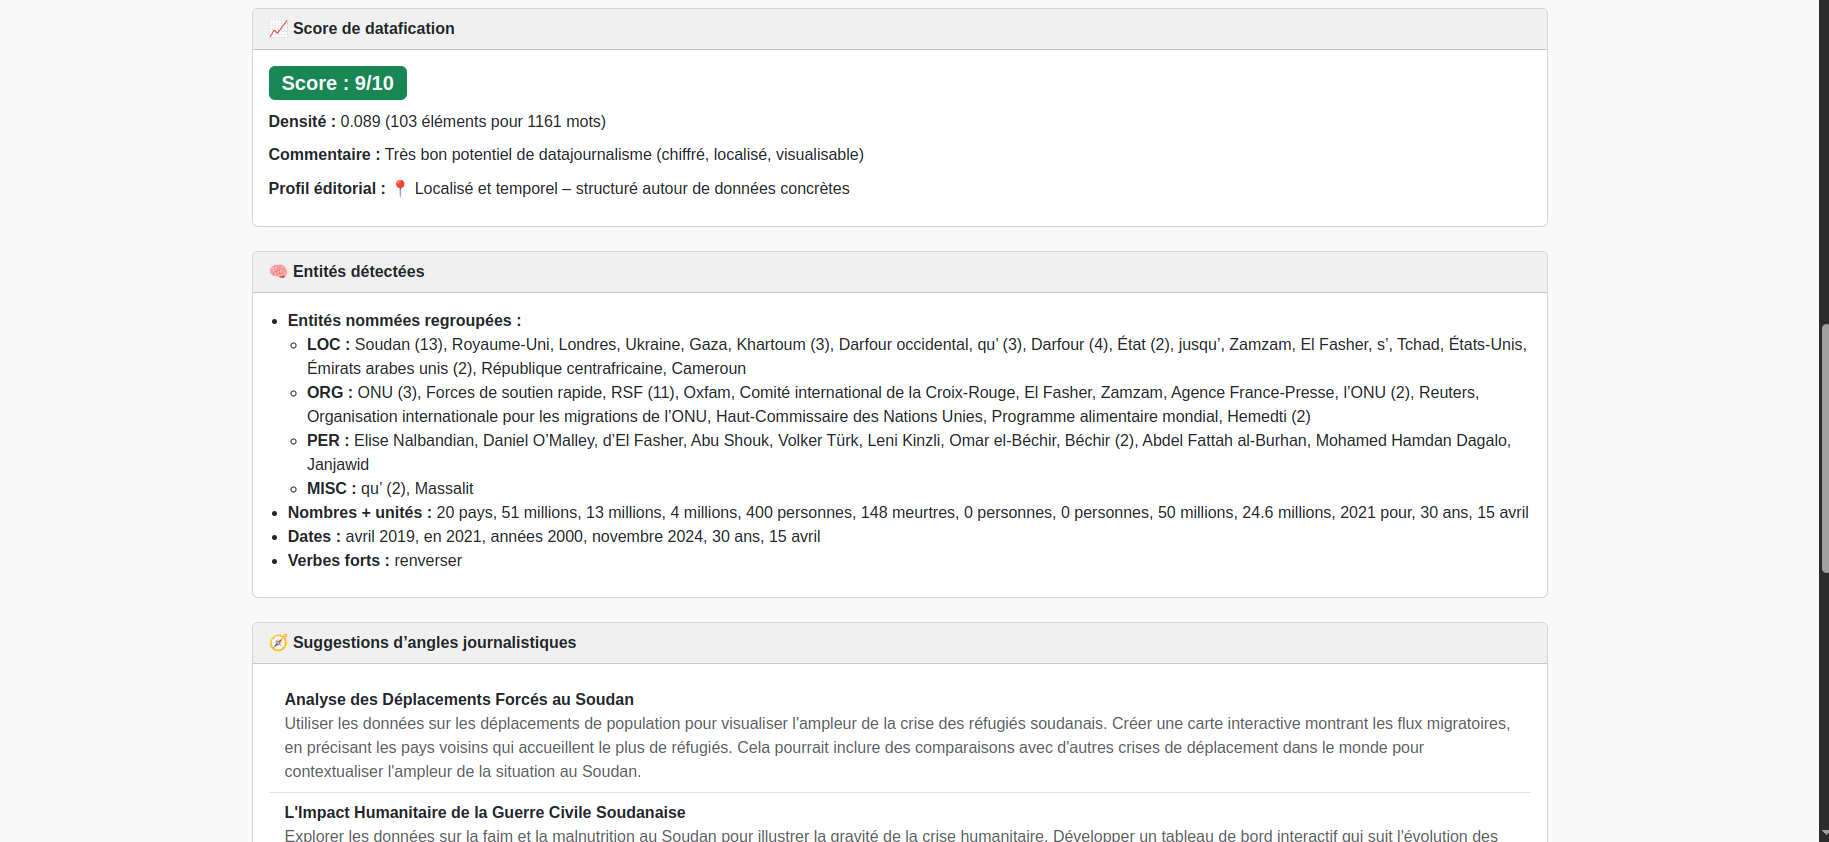 📈 Score de datafication
Score : 9/10
Densité : 0.089 (103 éléments pour 1161 mots)
Commentaire : Très bon potentiel de datajournalisme (chiffré, localisé, visualisable)
Profil éditorial : 📍 Localisé et temporel – structuré autour de données concrètes
🧠 Entités détectées
• Entités nommées regroupées :
◦ LOC : Soudan (13), Royaume-Uni, Londres, Ukraine, Gaza, Khartoum (3), Darfour occidental, qu’ (3), Darfour (4), État (2), jusqu’, Zamzam, El Fasher, s’, Tchad, États-Unis,
Émirats arabes unis (2), République centrafricaine, Cameroun
◦ ORG : ONU (3), Forces de soutien rapide, RSF (11), Oxfam, Comité international de la Croix-Rouge, El Fasher, Zamzam, Agence France-Presse, l’ONU (2), Reuters,
Organisation internationale pour les migrations de l’ONU, Haut-Commissaire des Nations Unies, Programme alimentaire mondial, Hemedti (2)
◦ PER : Elise Nalbandian, Daniel O’Malley, d’El Fasher, Abu Shouk, Volker Türk, Leni Kinzli, Omar el-Béchir, Béchir (2), Abdel Fattah al-Burhan, Mohamed Hamdan Dagalo,
Janjawid
◦ MISC : qu’ (2), Massalit
• Nombres + unités : 20 pays, 51 millions, 13 millions, 4 millions, 400 personnes, 148 meurtres, 0 personnes, 0 personnes, 50 millions, 24.6 millions, 2021 pour, 30 ans, 15 avril
• Dates : avril 2019, en 2021, années 2000, novembre 2024, 30 ans, 15 avril
• Verbes forts : renverser
🧭 Suggestions d’angles journalistiques
Analyse des Déplacements Forcés au Soudan
Utiliser les données sur les déplacements de population pour visualiser l'ampleur de la crise des réfugiés soudanais. Créer une carte interactive montrant les flux migratoires,
en précisant les pays voisins qui accueillent le plus de réfugiés. Cela pourrait inclure des comparaisons avec d'autres crises de déplacement dans le monde pour
contextualiser l'ampleur de la situation au Soudan.
L'Impact Humanitaire de la Guerre Civile Soudanaise
Explorer les données sur la faim et la malnutrition au Soudan pour illustrer la gravité de la crise humanitaire. Développer un tableau de bord interactif qui suit l'évolution des